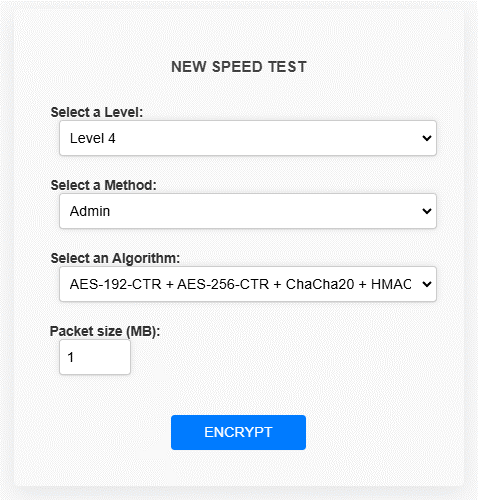 NEW SPEED TEST
Select a Level:
Level 4
Select a Method:
Admin
Select an Algorithm:
AES-192-CTR + AES-256-CTR + ChaCha20 + HMAC
Packet size (MB):
1
ENCRYPT